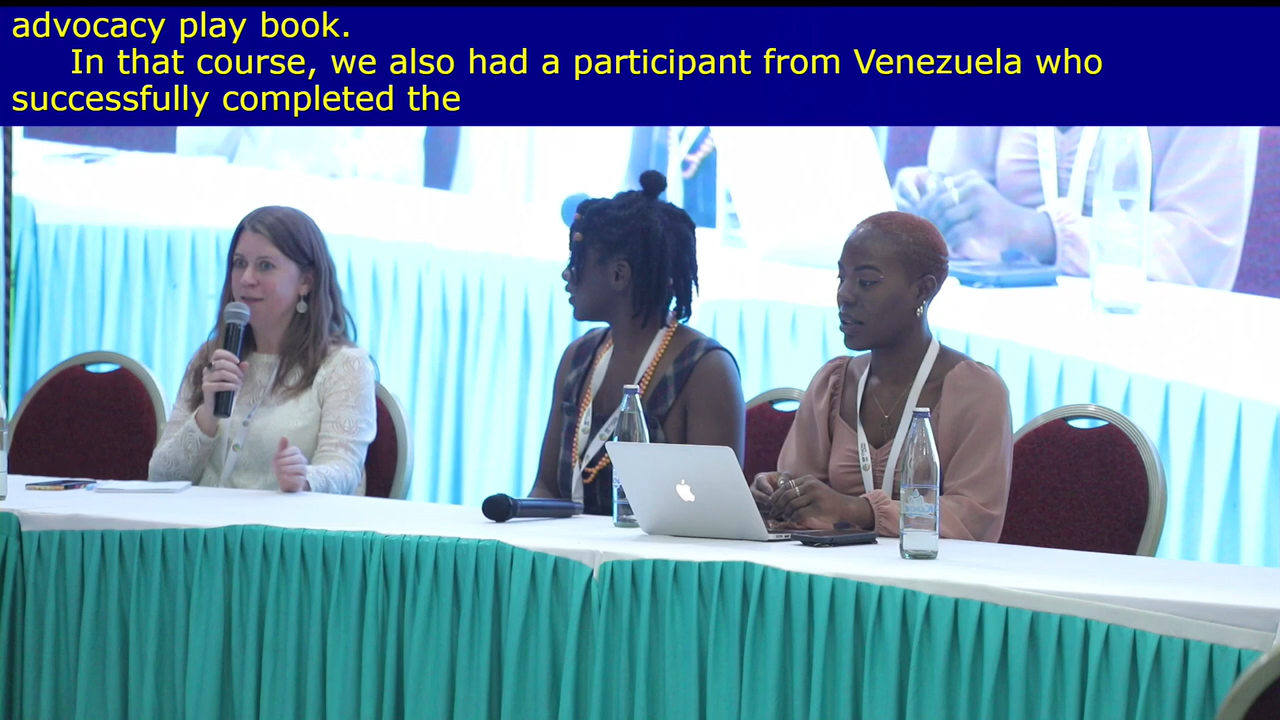 advocacy play book.
In that course, we also had a participant from Venezuela who
successfully completed the